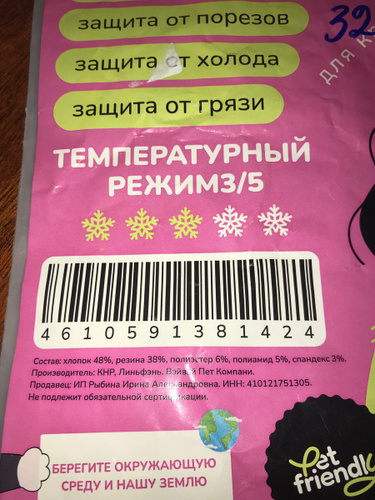 защита от порезов
32
для к
защита от холода
защита от грязи
ТЕМПЕРАТУРНЫЙ
РЕЖИМ3/5
4610591381424
Состав: хлопок 48%, резина 38%, полиэстер 6%, полиамид 5%, спандекс 3%.
Производитель: КНР, Линьфэнь. Вэйвэй Пет Компани.
Продавец: ИП Рыбина Ирина Александровна. ИНН: 410121751305.
Не подлежит обязательной сертификации.
БЕРЕГИТЕ ОКРУЖАЮЩУЮ
СРЕДУ И НАШУ ЗЕМЛЮ
Pet
friendly